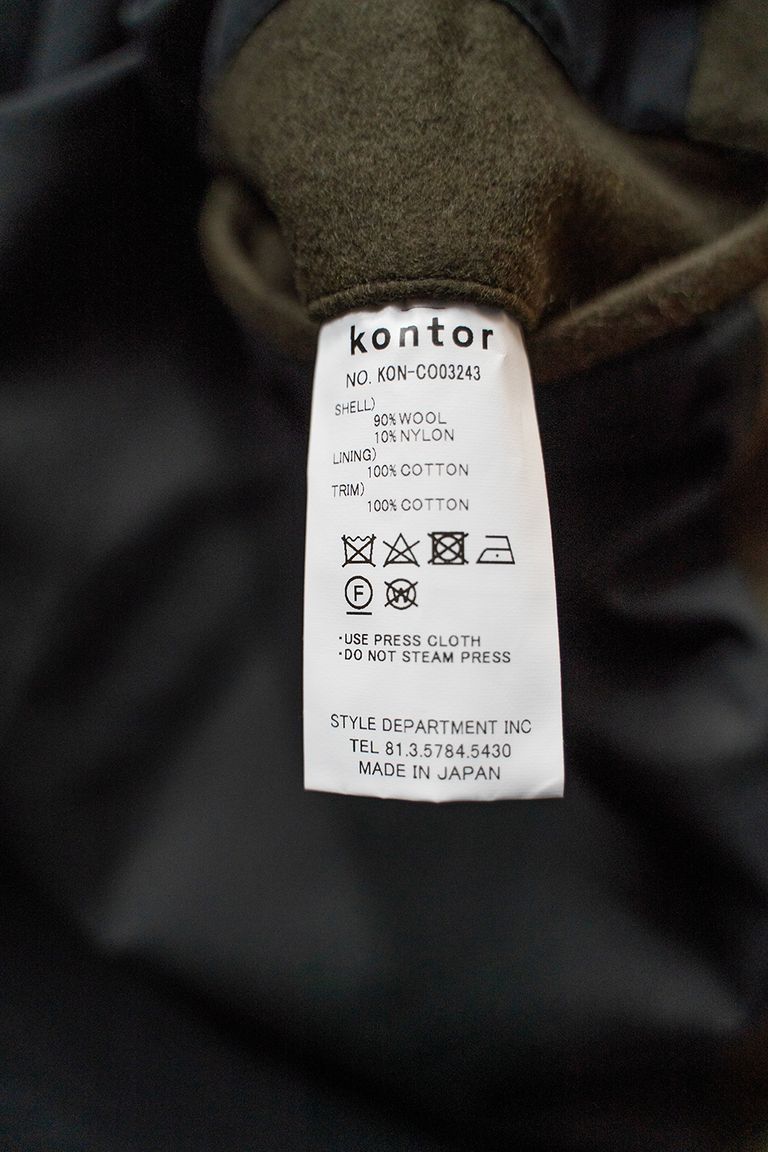 kontor
NO. KON-CO03243
SHELL)
90% WOOL
10% NYLON
LINING)
100% COTTON
TRIM)
100% COTTON
F
W
·USE PRESS CLOTH
·DO NOT STEAM PRESS
STYLE DEPARTMENT INC
TEL 81.3.5784.5430
MADE IN JAPAN